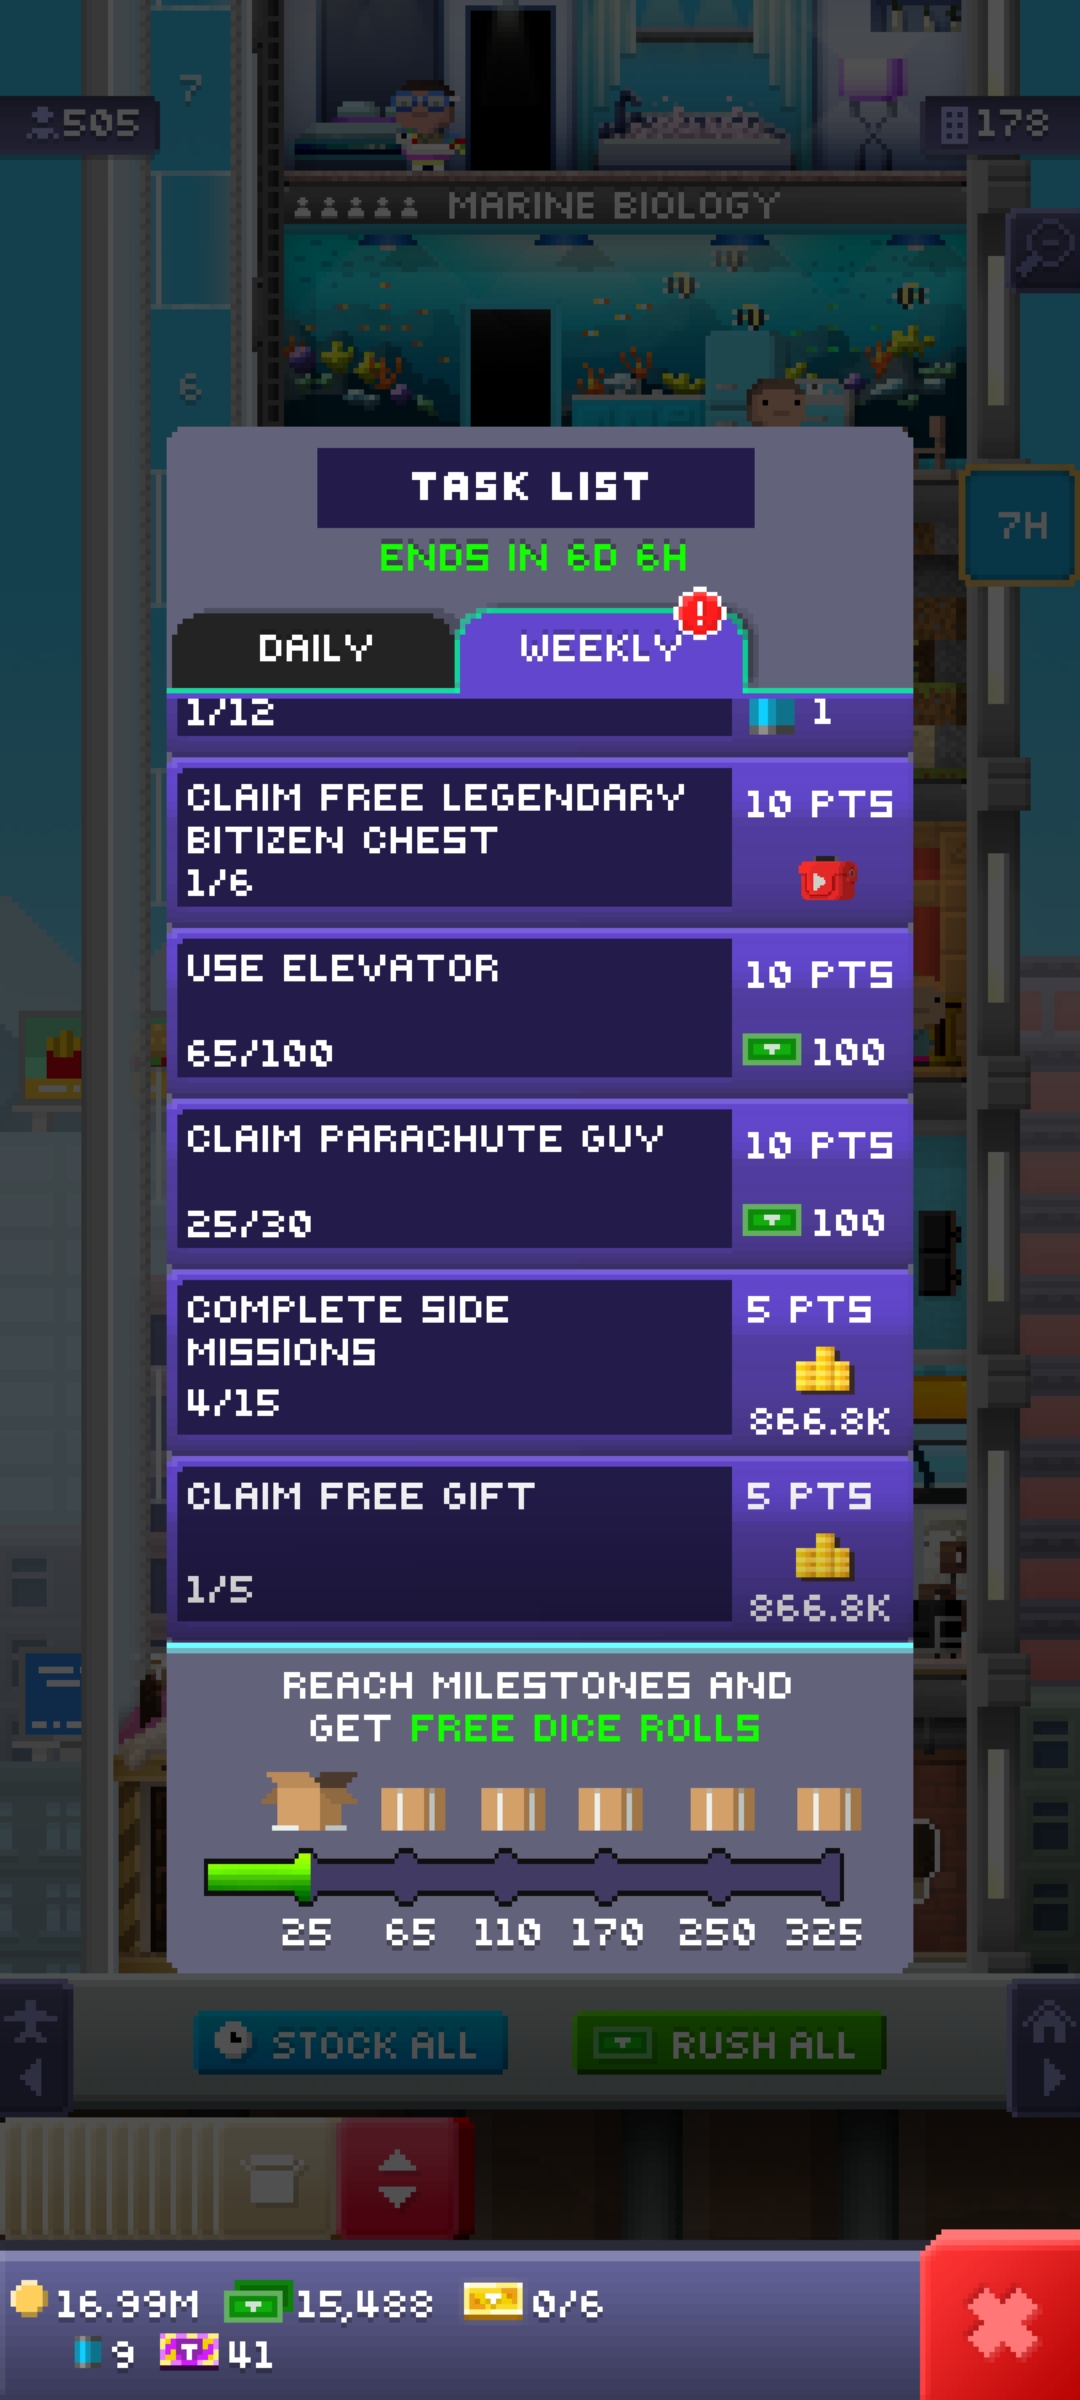 7
505
178
MARINE BIOLOGY
6
TASK LIST
ENDS IN 6D 6H
7H
DAILY
WEEKLY
!
1/12
1
CLAIM FREE LEGENDARY
BITIZEN CHEST
1/6
10 PTS
USE ELEVATOR
65/100
10 PTS
100
CLAIM PARACHUTE GUY
25/30
10 PTS
100
COMPLETE SIDE
MISSIONS
4/15
5 PTS
866.8K
CLAIM FREE GIFT
1/5
5 PTS
866.8K
REACH MILESTONES AND
GET FREE DICE ROLLS
25 65 110 170 250 325
STOCK ALL
RUSH ALL
16.99M 15,488 0/6
9 41